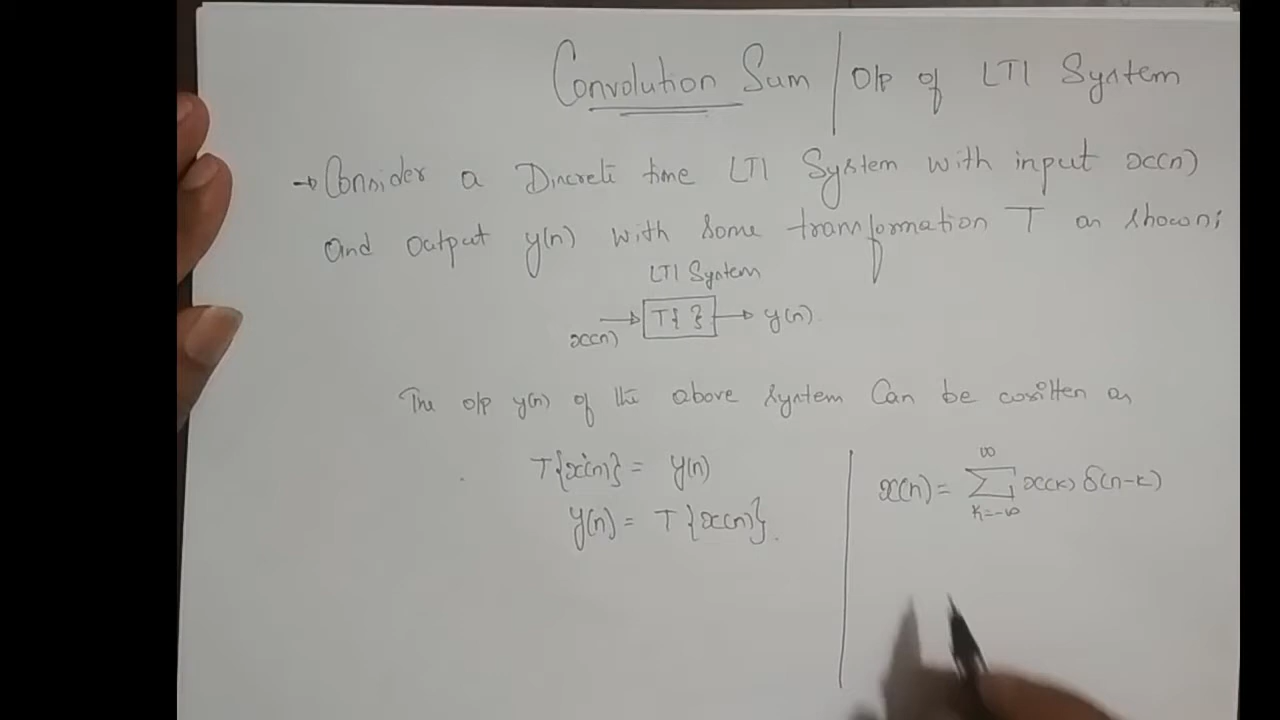 Convolution Sum | O/P of LTI System
→ Consider a Discrete time LTI System with input x(n)
and output y(n) with some transformation T as shown;
LTI System
x(n) → T{ } → y(n)
The o/p y(n) of the above system can be written as
T{x(n)} = y(n)
y(n) = T{x(n)}.
∞
x(n) = Σ x(k) δ(n-k)
k=-∞